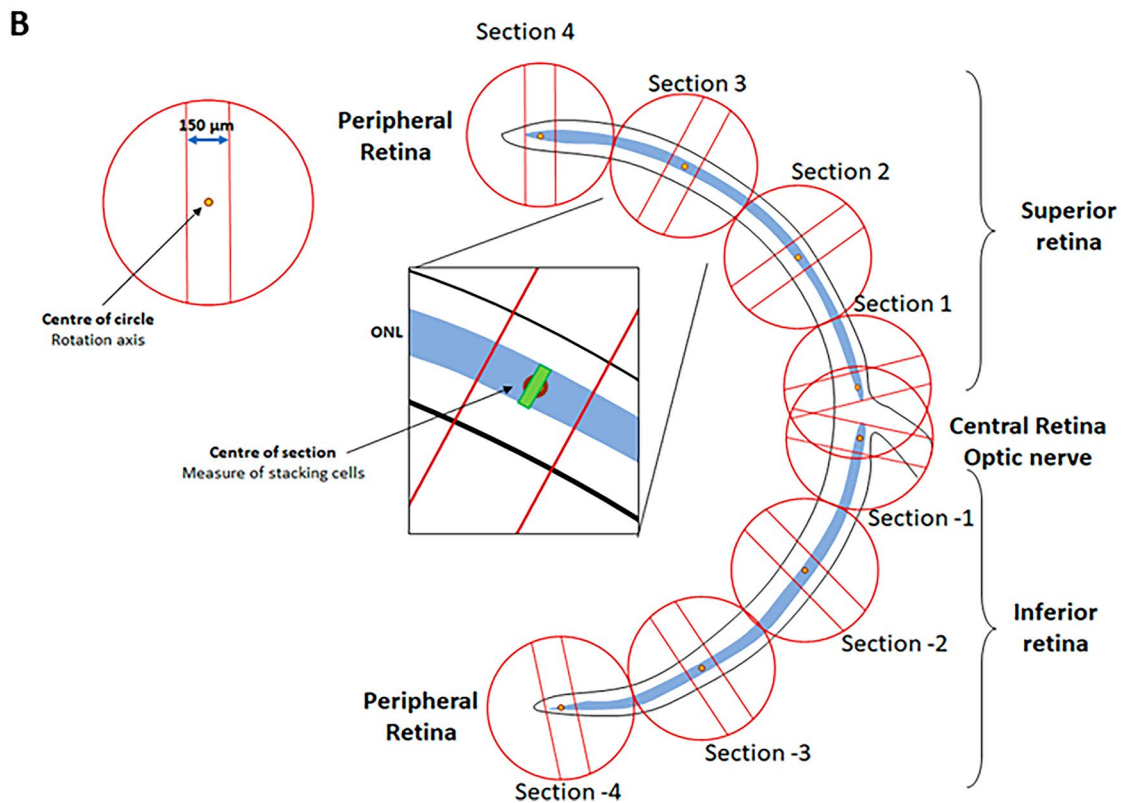 B
Section 4
Section 3
Peripheral
Retina
150 µm
Section 2
Superior
retina
Centre of circle
Rotation axis
Section 1
ONL
Centre of section
Measure of stacking cells
Central Retina
Optic nerve
Section -1
Inferior
retina
Section -2
Peripheral
Retina
Section -3
Section -4